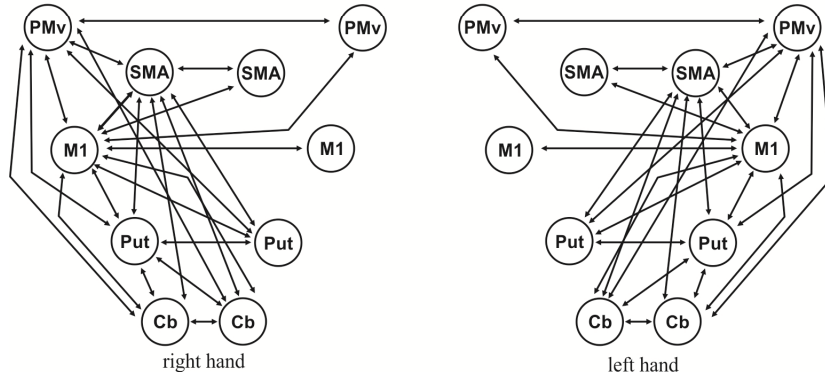 PMv PMv PMv PMv
SMA SMA SMA SMA
M1 M1 M1 M1
Put Put Put Put
Cb Cb Cb Cb
right hand left hand